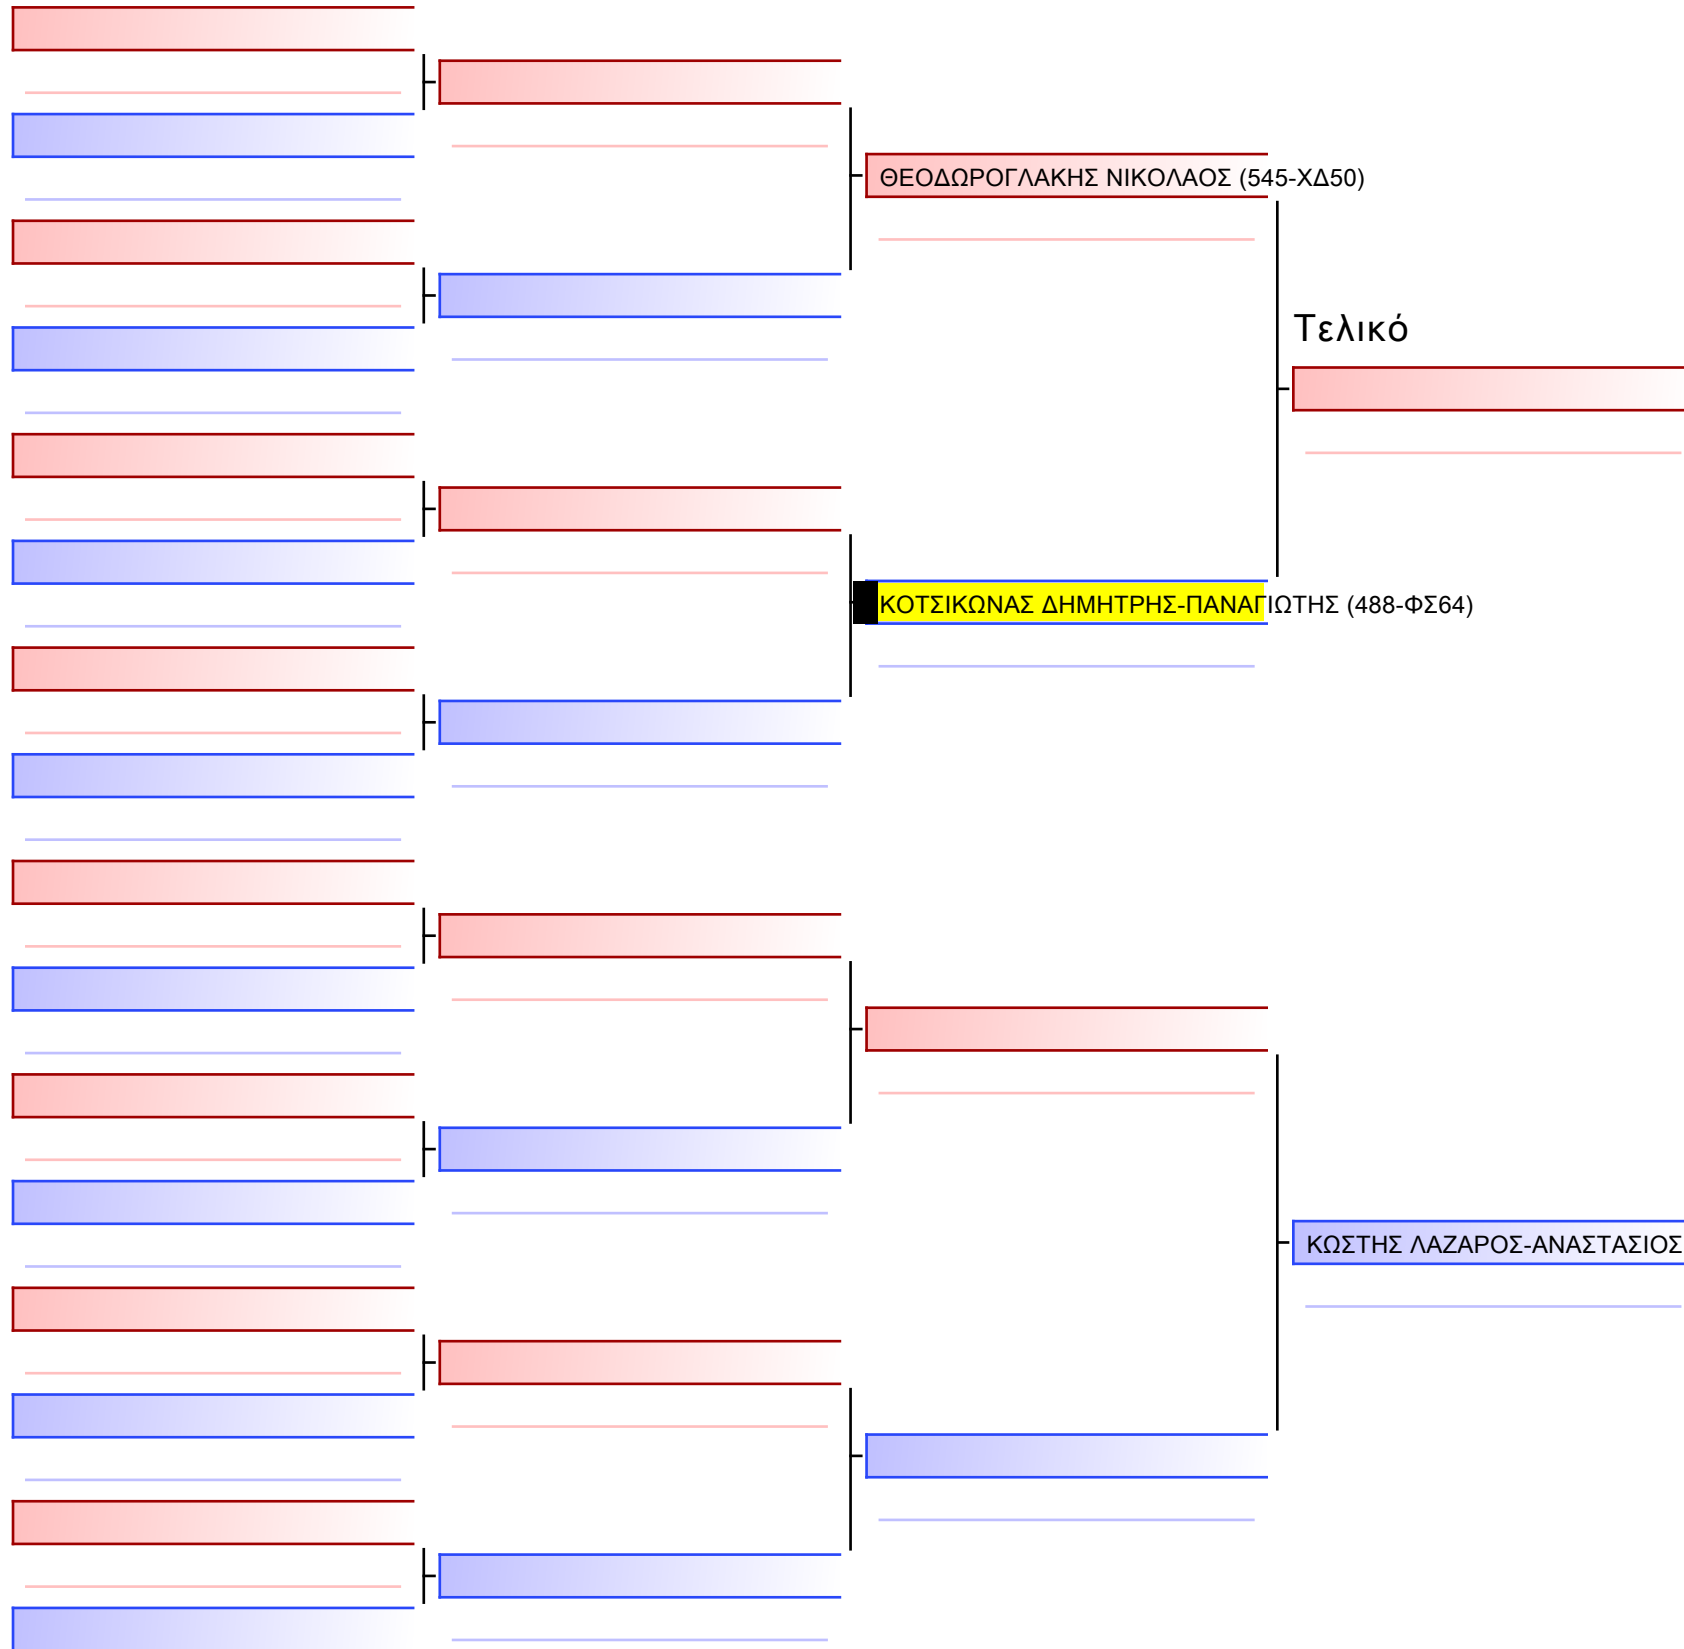 ΘΕΟΔΩΡΟΓΛΑΚΗΣ ΝΙΚΟΛΑΟΣ (545-ΧΔ50)
Τελικό
ΚΟΤΣΙΚΩΝΑΣ ΔΗΜΗΤΡΗΣ-ΠΑΝΑΓΙΩΤΗΣ (488-ΦΣ64)
ΚΩΣΤΗΣ ΛΑΖΑΡΟΣ-ΑΝΑΣΤΑΣΙΟΣ